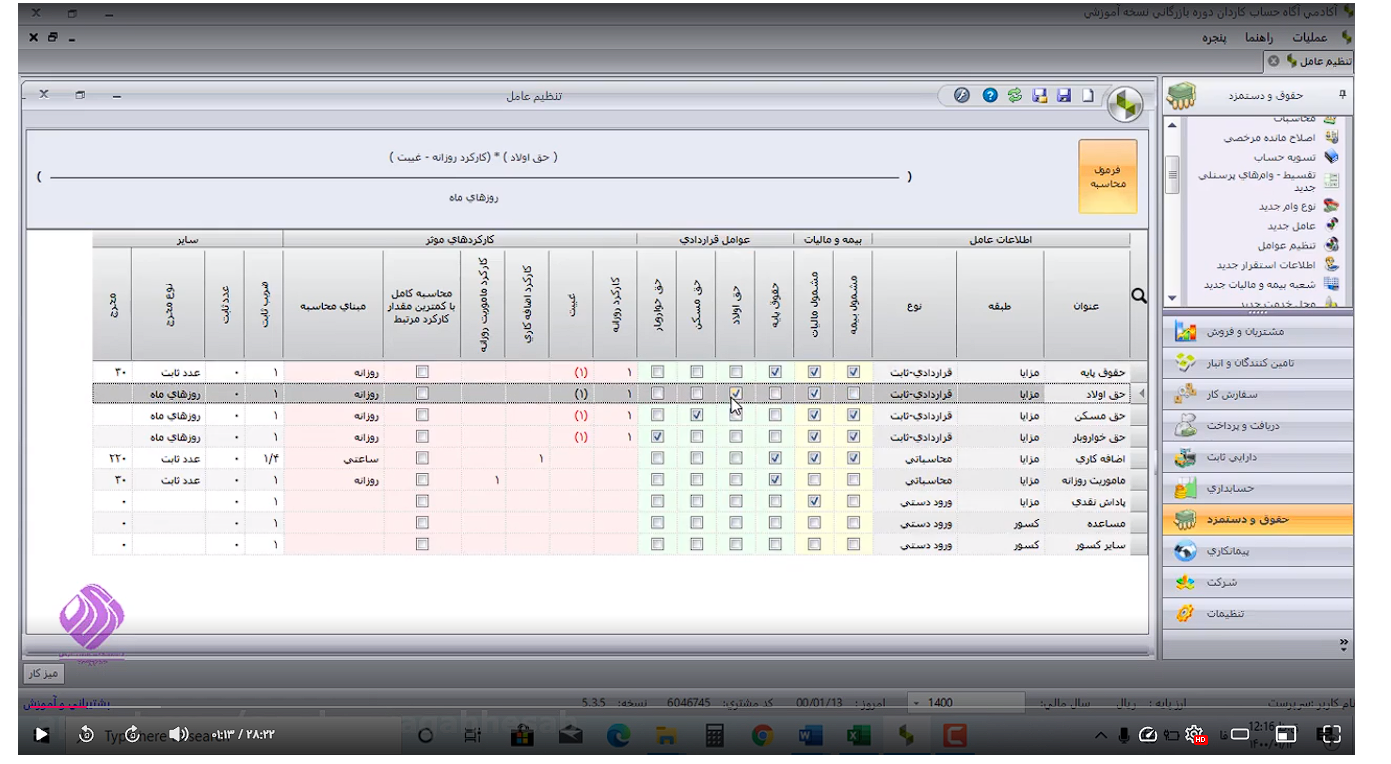 آکادمی آگاه حساب کاردان دوره بازرگانی نسخه آموزشی
عملیات راهنما پنجره
تنظیم عامل
حقوق و دستمزد
محاسبات
اصلاح مانده مرخصی
تسویه حساب
تقسیط - وام‌های پرسنلی
جدید
نوع وام جدید
عامل جدید
تنظیم عوامل
اطلاعات استقرار جدید
شعبه بیمه و مالیات جدید
محل خدمت جدید
مشتریان و فروش
تامین کنندگان و انبار
سفارش کار
دریافت و پرداخت
دارایی ثابت
حسابداری
حقوق و دستمزد
پیمانکاری
شرکت
تنظیمات
تنظیم عامل
فرمول
محاسبه
( حق اولاد ) * (کارکرد روزانه - غیبت )
روزهای ماه
اطلاعات عامل بیمه و مالیات عوامل قراردادی کارکردهای موثر سایر
عنوان طبقه نوع مشمول بیمه مشمول مالیات حقوق پایه حق اولاد حق مسکن حق خواروبار کارکرد روزانه غیبت کارکرد اضافه کاری کارکرد ماموریت روزانه محاسبه کامل با کمترین مقدار کارکرد مرتبط مبنای محاسبه ضریب ثابت عدد ثابت نوع مخرج مخرج
حقوق پایه مزایا قراردادی-ثابت ۱ (۱) روزانه ۱ ۰ عدد ثابت ۳۰
حق اولاد مزایا قراردادی-ثابت ۱ (۱) روزانه ۱ ۰ روزهای ماه
حق مسکن مزایا قراردادی-ثابت ۱ (۱) روزانه ۱ ۰ روزهای ماه
حق خواروبار مزایا قراردادی-ثابت ۱ (۱) روزانه ۱ ۰ روزهای ماه
اضافه کاری مزایا محاسباتی ۱ ساعتی ۱/۴ ۰ عدد ثابت ۲۲۰
ماموریت روزانه مزایا محاسباتی ۱ روزانه ۱ ۰ عدد ثابت ۳۰
پاداش نقدی مزایا ورود دستی ۱ ۰ ۰
مساعده کسور ورود دستی ۱ ۰ ۰
سایر کسور کسور ورود دستی ۱ ۰ ۰
میز کار
نام کاربر :سرپرست ارز پایه : ریال سال مالی: 1400 امروز : 00/01/13 کد مشتری: 6046745 نسخه: 5.3.5 پشتیبانی و آموزش
۰۱:۱۳ / ۲۸:۲۲
HD
12:16